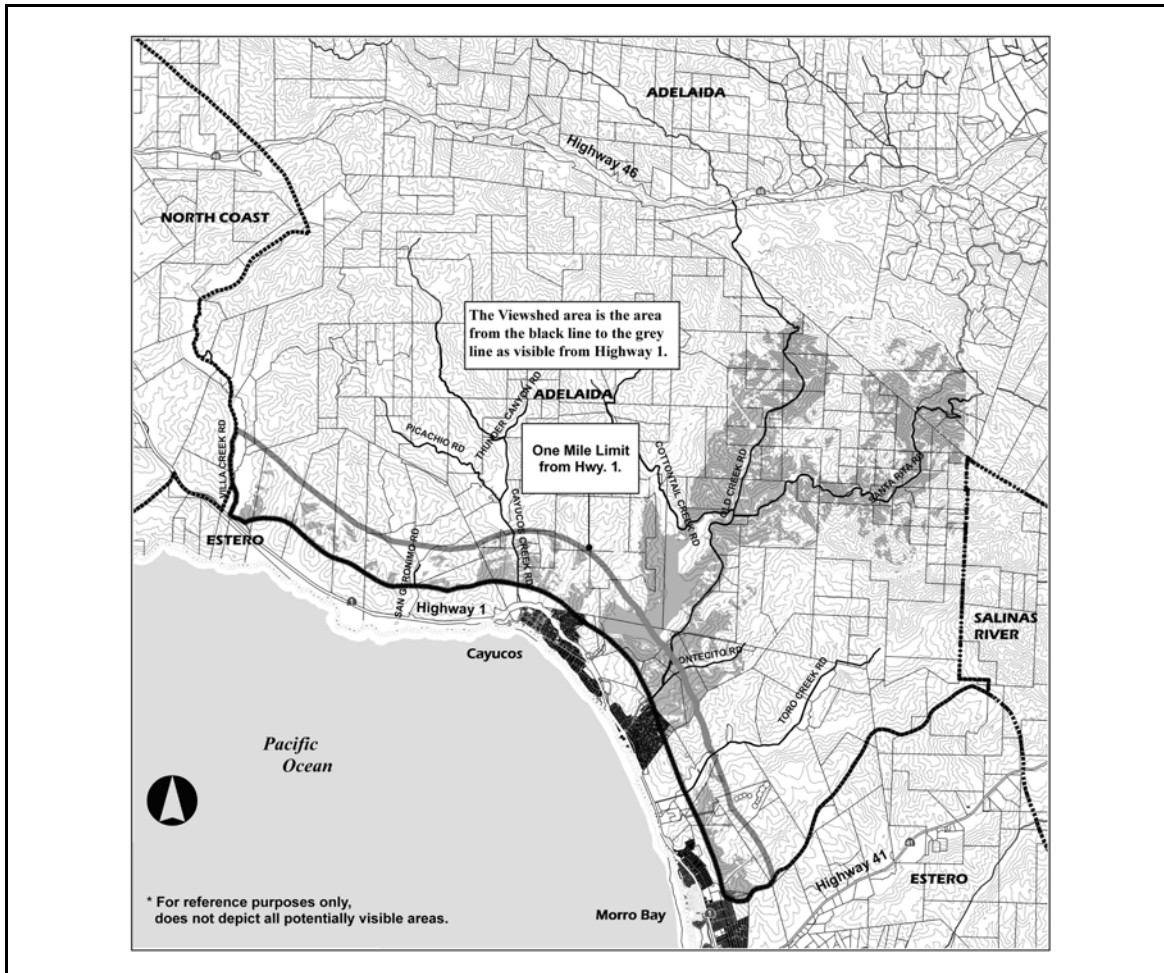 ADELAIDA
Highway 46
NORTH COAST
The Viewshed area is the area
from the black line to the grey
line as visible from Highway 1.
THUNDER CANYON RD
ADELAIDA
PICACHIO RD
One Mile Limit
from Hwy. 1.
COTTONTAIL CREEK RD
OLD CREEK RD
SANTA RITA RD
VILLA CREEK RD
CAYUCOS CREEK RD
ESTERO
SAN GERONIMO RD
Highway 1
SALINAS
RIVER
Cayucos
ONTECITO RD
TORO CREEK RD
Pacific
Ocean
Highway 41
ESTERO
* For reference purposes only,
does not depict all potentially visible areas.
Morro Bay